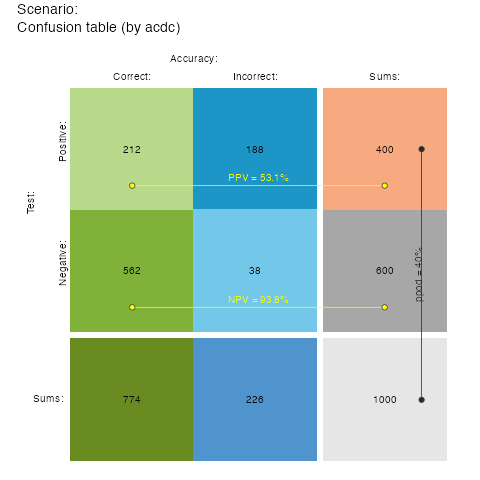 Scenario:
Confusion table (by acdc)
Accuracy:
Correct: Incorrect: Sums:
Test:
Positive:
212 188 400
PPV = 53.1%
Negative:
562 38 600
NPV = 93.8%
ppod = 40%
Sums: 774 226 1000